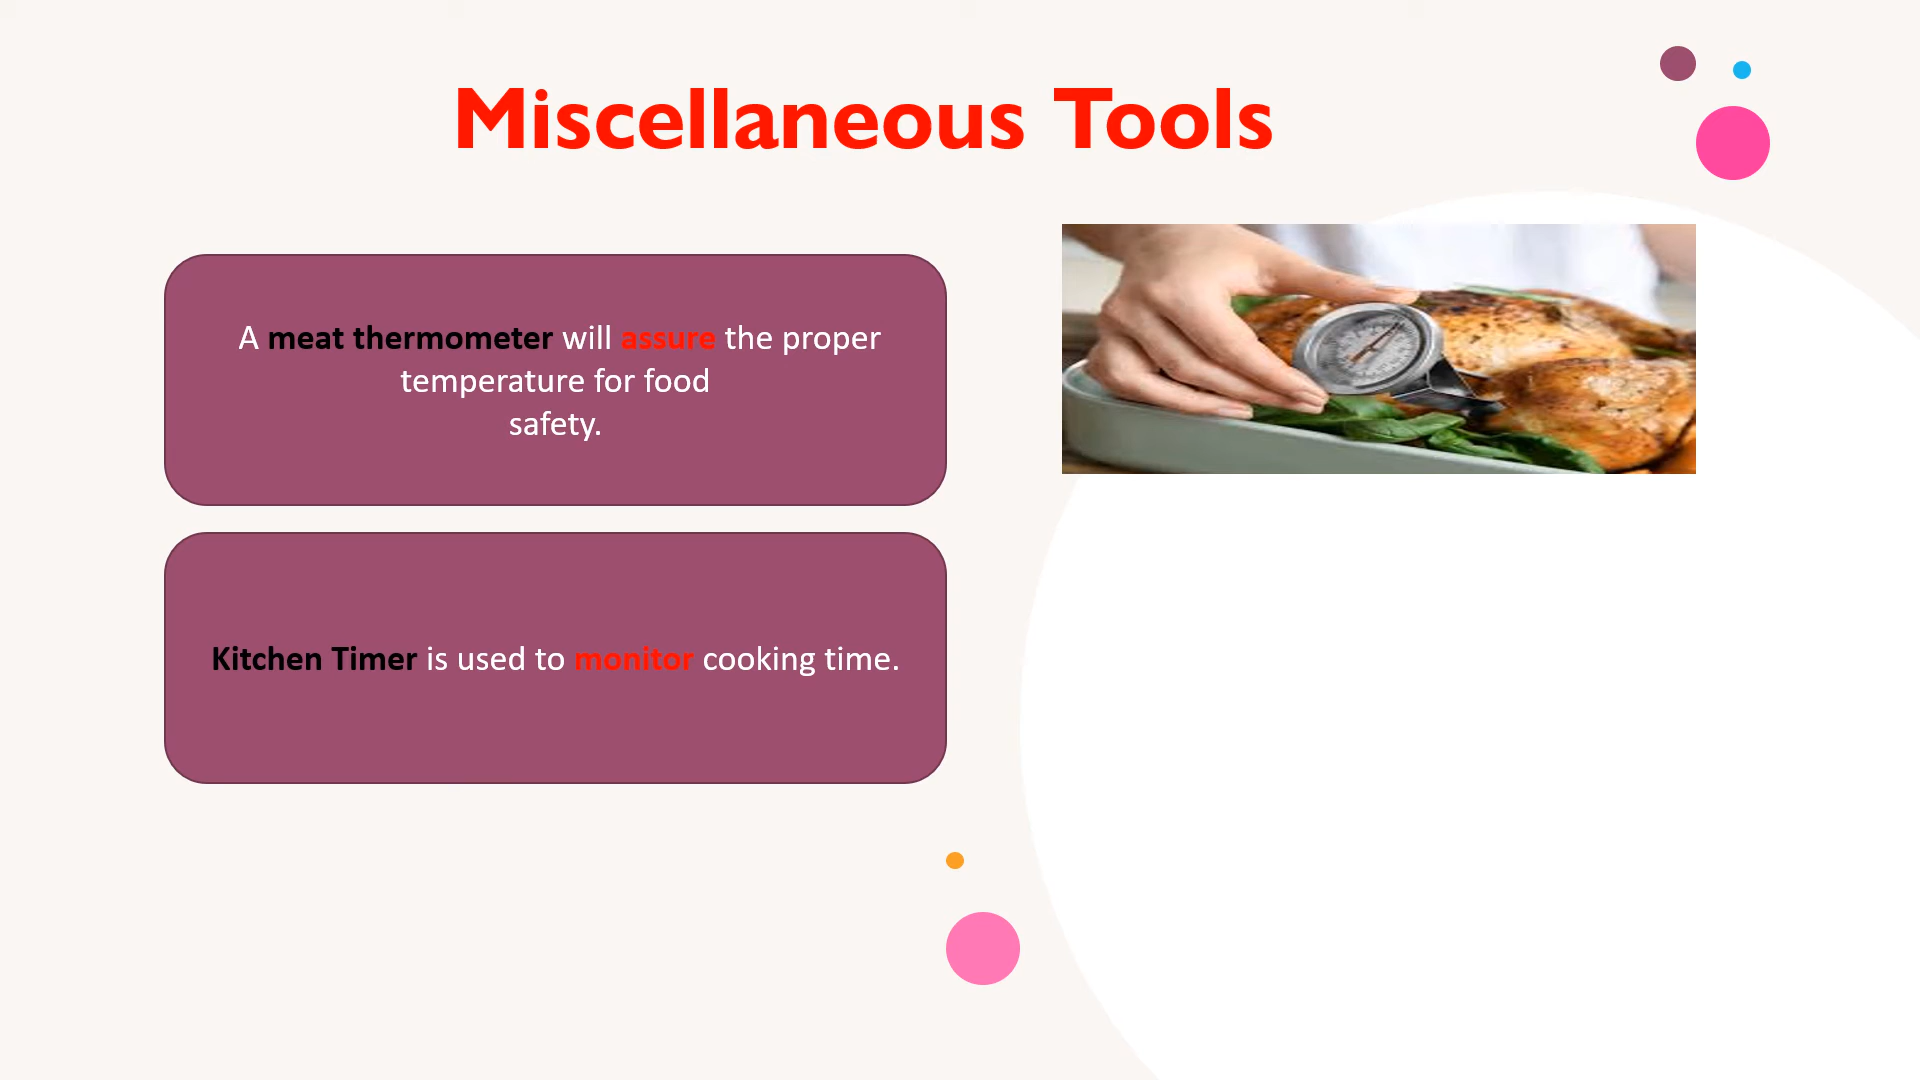 Miscellaneous Tools
A meat thermometer will assure the proper
temperature for food
safety.
Kitchen Timer is used to monitor cooking time.